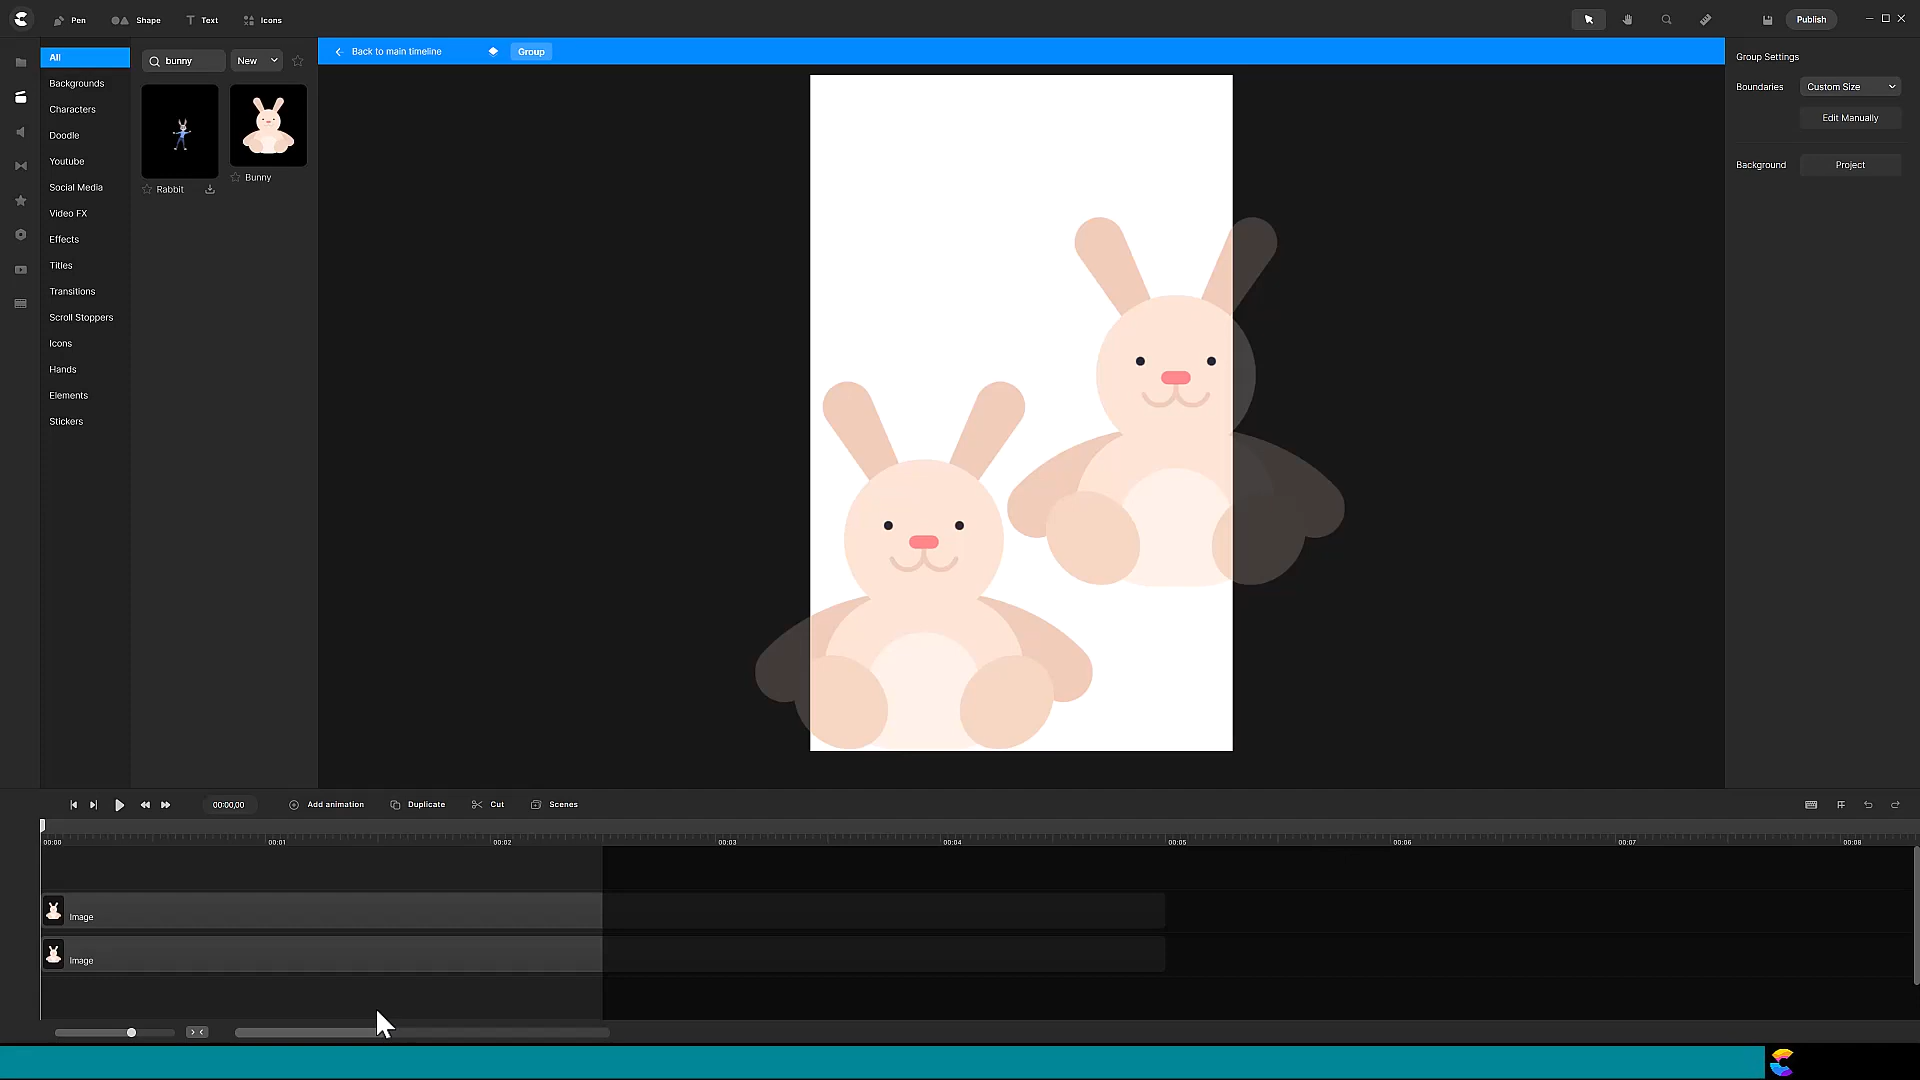 Pen
Shape
Text
Icons
Publish
All
Backgrounds
Characters
Doodle
Youtube
Social Media
Video FX
Effects
Titles
Transitions
Scroll Stoppers
Icons
Hands
Elements
Stickers
bunny
New
Rabbit
Bunny
Back to main timeline
Group
Group Settings
Boundaries
Custom Size
Edit Manually
Background
Project
00:00,00
Add animation
Duplicate
Cut
Scenes
00:00
00:01
00:02
00:03
00:04
00:05
00:06
00:07
00:08
Image
Image